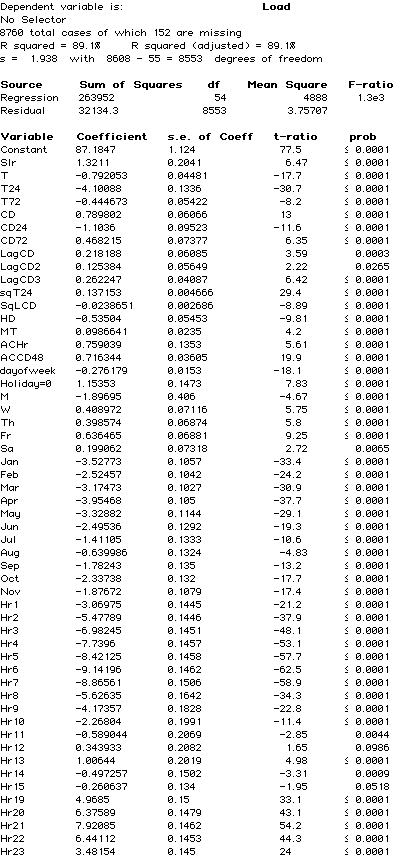 Dependent variable is: Load
No Selector
8760 total cases of which 152 are missing
R squared = 89.1% R squared (adjusted) = 89.1%
s = 1.938 with 8608 - 55 = 8553 degrees of freedom
Source Sum of Squares df Mean Square F-ratio
Regression 263952 54 4888 1.3e3
Residual 32134.3 8553 3.75707
Variable Coefficient s.e. of Coeff t-ratio prob
Constant 87.1847 1.124 77.5 ≤ 0.0001
Slr 1.3211 0.2041 6.47 ≤ 0.0001
T -0.792053 0.04481 -17.7 ≤ 0.0001
T24 -4.10088 0.1336 -30.7 ≤ 0.0001
T72 -0.444673 0.05422 -8.2 ≤ 0.0001
CD 0.789802 0.06066 13 ≤ 0.0001
CD24 -1.1036 0.09523 -11.6 ≤ 0.0001
CD72 0.468215 0.07377 6.35 ≤ 0.0001
LagCD 0.218188 0.06085 3.59 0.0003
LagCD2 0.125384 0.05649 2.22 0.0265
LagCD3 0.262247 0.04087 6.42 ≤ 0.0001
sqT24 0.137153 0.004666 29.4 ≤ 0.0001
SqLCD -0.0238651 0.002686 -8.89 ≤ 0.0001
HD -0.53504 0.05453 -9.81 ≤ 0.0001
MT 0.0986641 0.0235 4.2 ≤ 0.0001
ACHr 0.759039 0.1353 5.61 ≤ 0.0001
ACCD48 0.716344 0.03605 19.9 ≤ 0.0001
dayofweek -0.276179 0.0153 -18.1 ≤ 0.0001
Holiday=0 1.15353 0.1473 7.83 ≤ 0.0001
M -1.89695 0.406 -4.67 ≤ 0.0001
W 0.408972 0.07116 5.75 ≤ 0.0001
Th 0.398574 0.06874 5.8 ≤ 0.0001
Fr 0.636465 0.06881 9.25 ≤ 0.0001
Sa 0.199062 0.07318 2.72 0.0065
Jan -3.52773 0.1057 -33.4 ≤ 0.0001
Feb -2.52457 0.1042 -24.2 ≤ 0.0001
Mar -3.17473 0.1027 -30.9 ≤ 0.0001
Apr -3.95468 0.105 -37.7 ≤ 0.0001
May -3.32882 0.1144 -29.1 ≤ 0.0001
Jun -2.49536 0.1292 -19.3 ≤ 0.0001
Jul -1.41105 0.1333 -10.6 ≤ 0.0001
Aug -0.639986 0.1324 -4.83 ≤ 0.0001
Sep -1.78243 0.135 -13.2 ≤ 0.0001
Oct -2.33738 0.132 -17.7 ≤ 0.0001
Nov -1.87672 0.1079 -17.4 ≤ 0.0001
Hr1 -3.06975 0.1445 -21.2 ≤ 0.0001
Hr2 -5.47789 0.1446 -37.9 ≤ 0.0001
Hr3 -6.98245 0.1451 -48.1 ≤ 0.0001
Hr4 -7.7396 0.1457 -53.1 ≤ 0.0001
Hr5 -8.42125 0.1458 -57.7 ≤ 0.0001
Hr6 -9.14196 0.1462 -62.5 ≤ 0.0001
Hr7 -8.86561 0.1506 -58.9 ≤ 0.0001
Hr8 -5.62635 0.1642 -34.3 ≤ 0.0001
Hr9 -4.17357 0.1828 -22.8 ≤ 0.0001
Hr10 -2.26804 0.1991 -11.4 ≤ 0.0001
Hr11 -0.589044 0.2069 -2.85 0.0044
Hr12 0.343933 0.2082 1.65 0.0986
Hr13 1.00644 0.2019 4.98 ≤ 0.0001
Hr14 -0.497257 0.1502 -3.31 0.0009
Hr15 -0.260637 0.134 -1.95 0.0518
Hr19 4.9685 0.15 33.1 ≤ 0.0001
Hr20 6.37589 0.1479 43.1 ≤ 0.0001
Hr21 7.92085 0.1462 54.2 ≤ 0.0001
Hr22 6.44112 0.1453 44.3 ≤ 0.0001
Hr23 3.48154 0.145 24 ≤ 0.0001